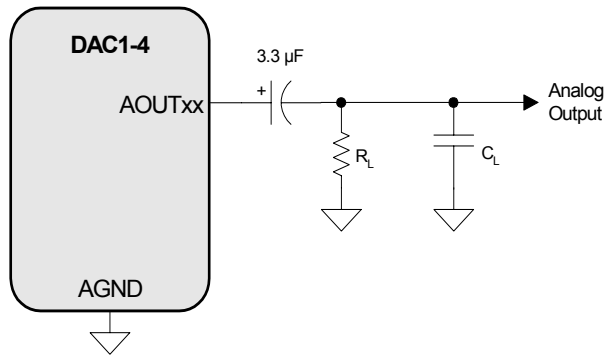 DAC1-4
3.3 µF
+
AOUTxx
Analog
Output
RL
CL
AGND